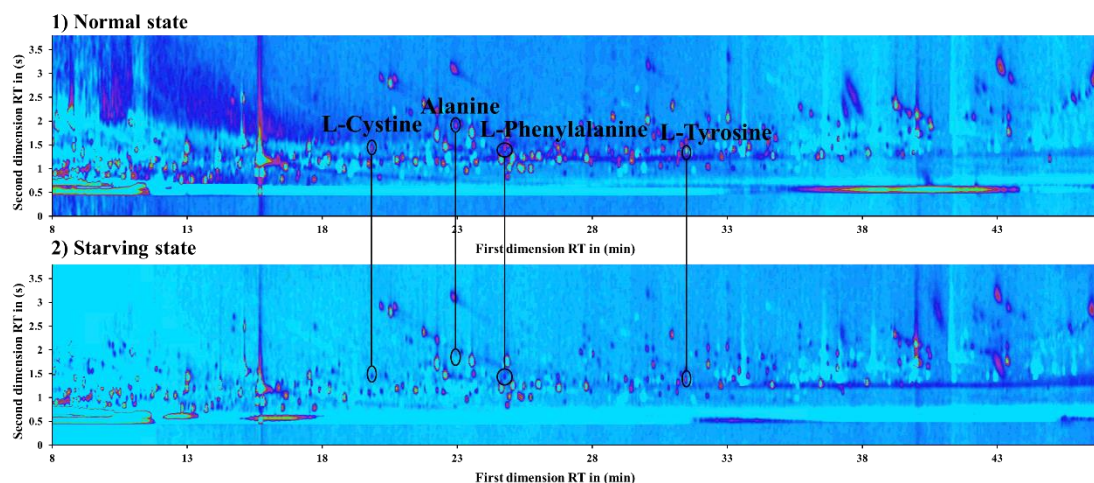 1) Normal state
Second dimension RT in (s)
3.5
3
2.5
2
1.5
1
0.5
0
L-Cystine
Alanine
L-Phenylalanine
L-Tyrosine
8 13 18 23 28 33 38 43
First dimension RT in (min)
2) Starving state
Second dimension RT in (s)
3.5
3
2.5
2
1.5
1
0.5
0
8 13 18 23 28 33 38 43
First dimension RT in (min)